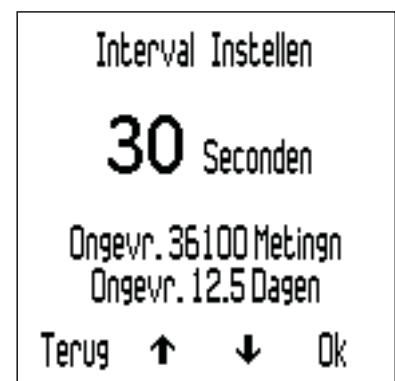 Interval Instellen
30 Seconden
Ongevr. 36100 Metingn
Ongevr. 12.5 Dagen
Terug ↑ ↓ Ok